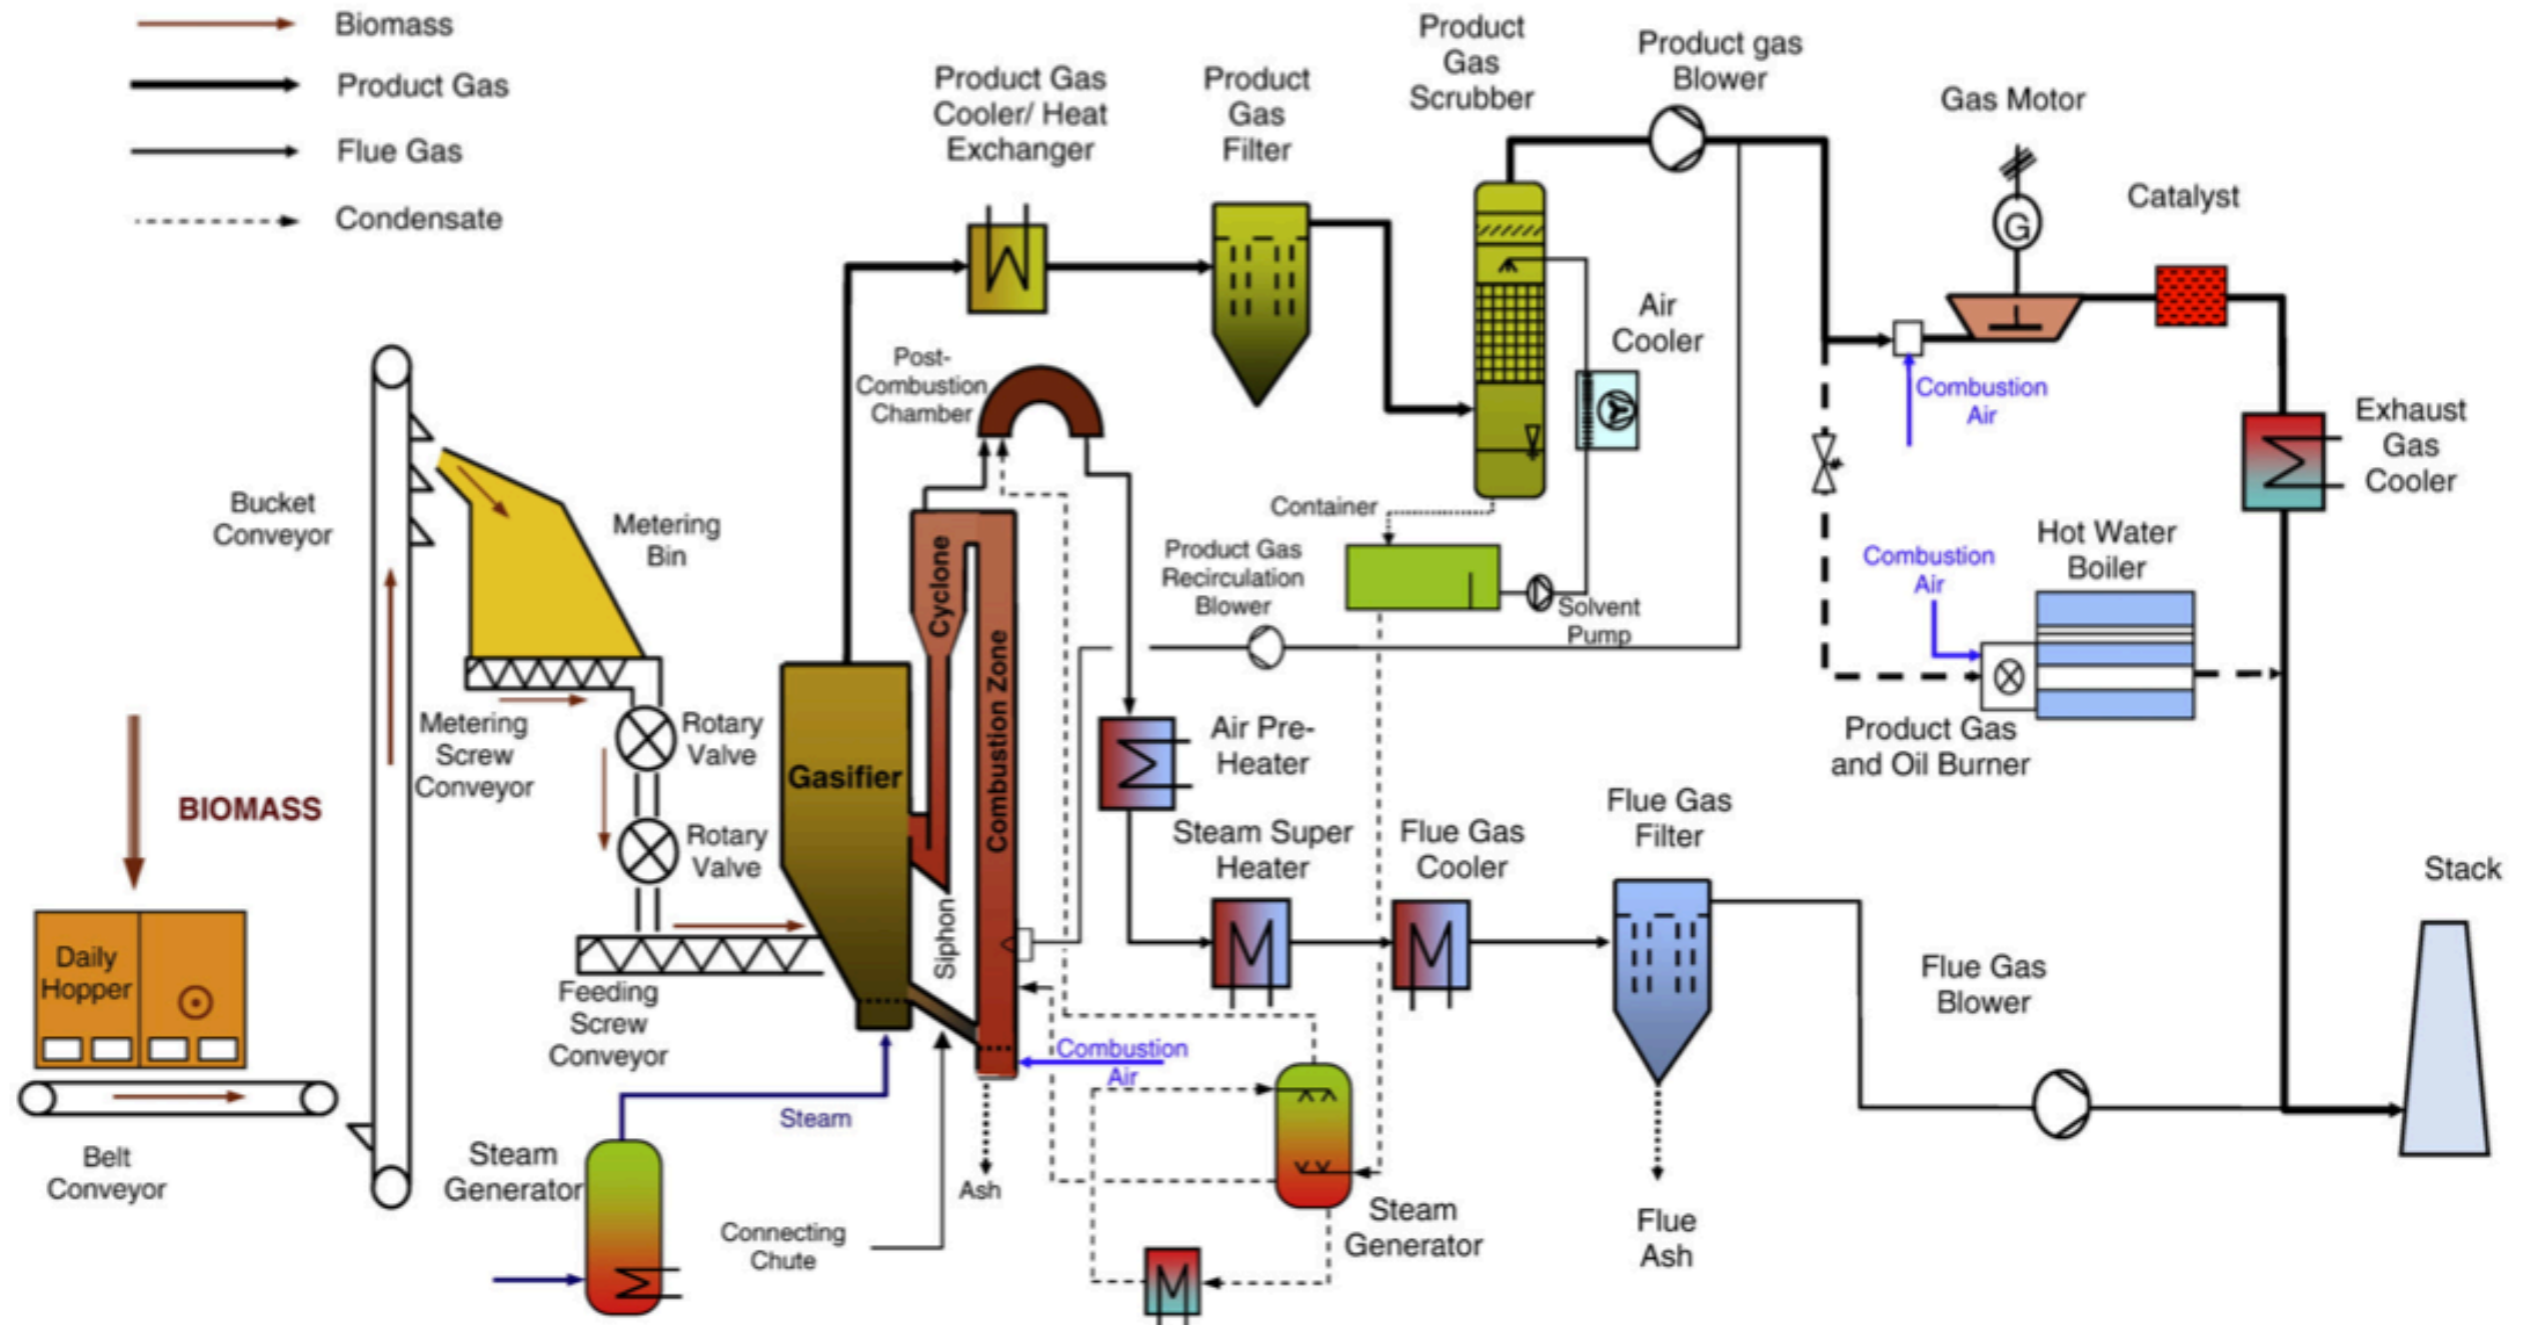 Biomass
Product Gas
Flue Gas
Condensate
Product Gas
Cooler/ Heat
Exchanger
Product
Gas
Filter
Product
Gas
Scrubber
Product gas
Blower
Gas Motor
G
Catalyst
Air
Cooler
Combustion
Air
Exhaust
Gas
Cooler
Post-
Combustion
Chamber
Bucket
Conveyor
Metering
Bin
Cyclone
Container
Product Gas
Recirculation
Blower
Solvent
Pump
Combustion
Air
Hot Water
Boiler
Product Gas
and Oil Burner
Combustion Zone
Metering
Screw
Conveyor
Rotary
Valve
Rotary
Valve
Gasifier
Air Pre-
Heater
BIOMASS
Steam Super
Heater
Flue Gas
Cooler
Flue Gas
Filter
Stack
Daily
Hopper
Siphon
Feeding
Screw
Conveyor
Flue Gas
Blower
Combustion
Air
Steam
Belt
Conveyor
Steam
Generator
Ash
Connecting
Chute
Steam
Generator
Flue
Ash